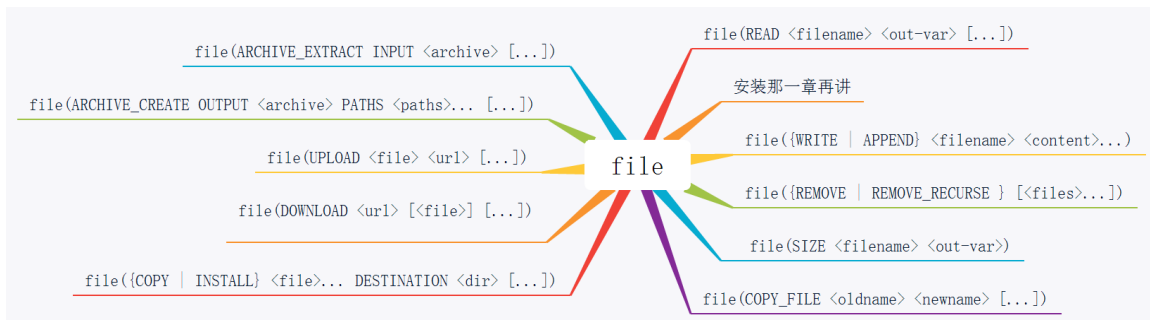 file(READ <filename> <out-var> [...])
file(ARCHIVE_EXTRACT INPUT <archive> [...])
安装那一章再讲
file(ARCHIVE_CREATE OUTPUT <archive> PATHS <paths>... [...])
file({WRITE | APPEND} <filename> <content>...)
file(UPLOAD <file> <url> [...])
file
file({REMOVE | REMOVE_RECURSE } [<files>...])
file(DOWNLOAD <url> [<file>] [...])
file(SIZE <filename> <out-var>)
file({COPY | INSTALL} <file>... DESTINATION <dir> [...])
file(COPY_FILE <oldname> <newname> [...])